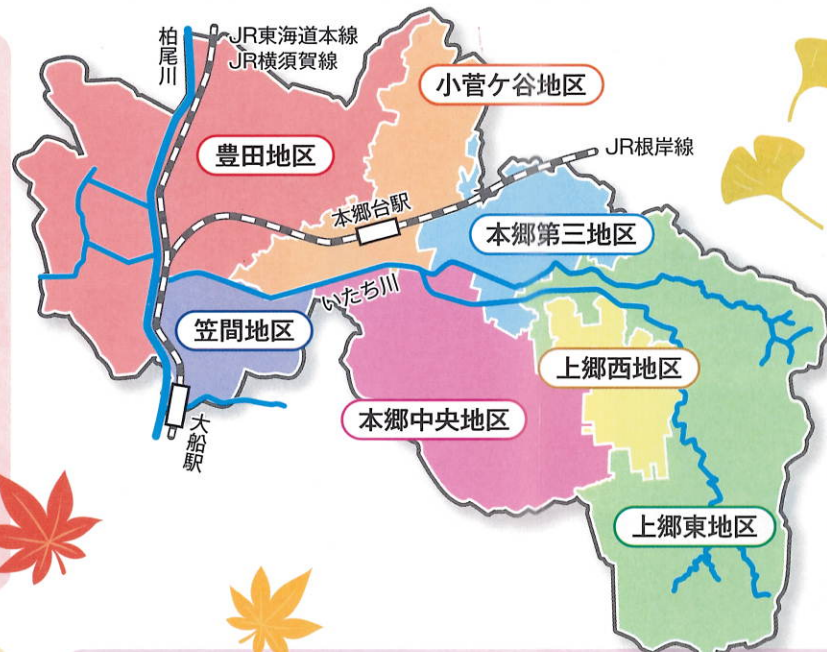 柏尾川
JR東海道本線
JR横須賀線
小菅ケ谷地区
豊田地区
JR根岸線
本郷台駅
本郷第三地区
いたち川
笠間地区
上郷西地区
本郷中央地区
大船駅
上郷東地区